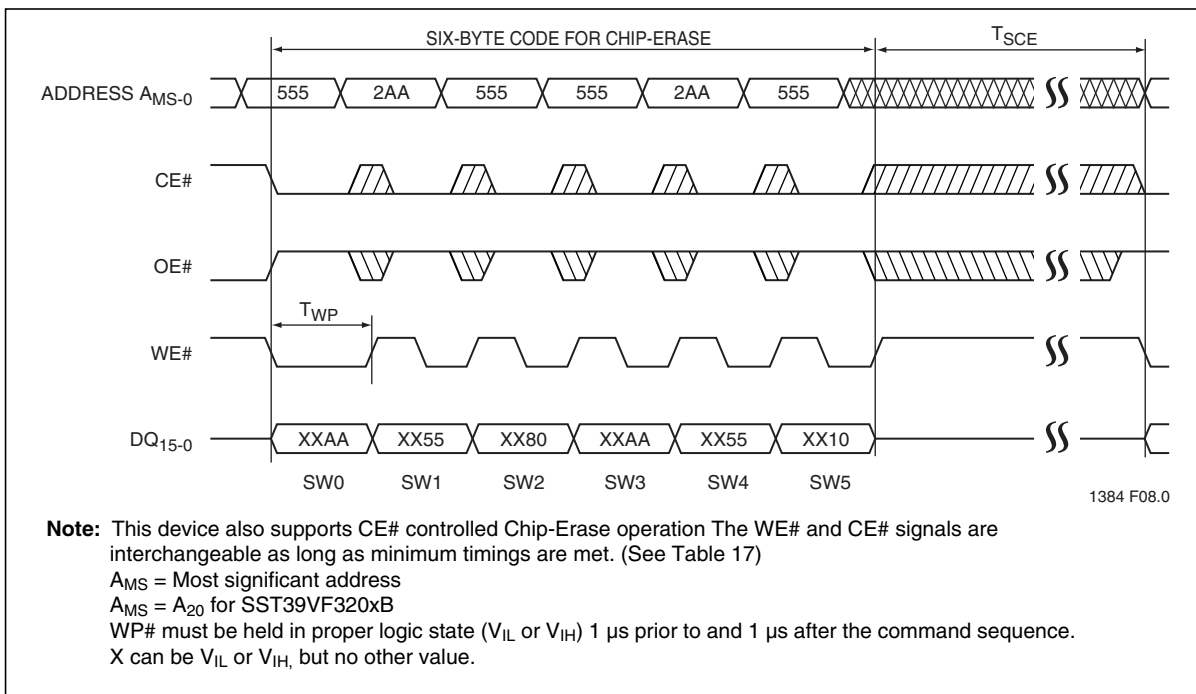 SIX-BYTE CODE FOR CHIP-ERASE TSCE
ADDRESS AMS-0 555 2AA 555 555 2AA 555
CE#
OE#
TWP
WE#
DQ15-0 XXAA XX55 XX80 XXAA XX55 XX10
SW0 SW1 SW2 SW3 SW4 SW5
1384 F08.0
Note: This device also supports CE# controlled Chip-Erase operation The WE# and CE# signals are
interchangeable as long as minimum timings are met. (See Table 17)
AMS = Most significant address
AMS = A20 for SST39VF320xB
WP# must be held in proper logic state (VIL or VIH) 1 µs prior to and 1 µs after the command sequence.
X can be VIL or VIH, but no other value.